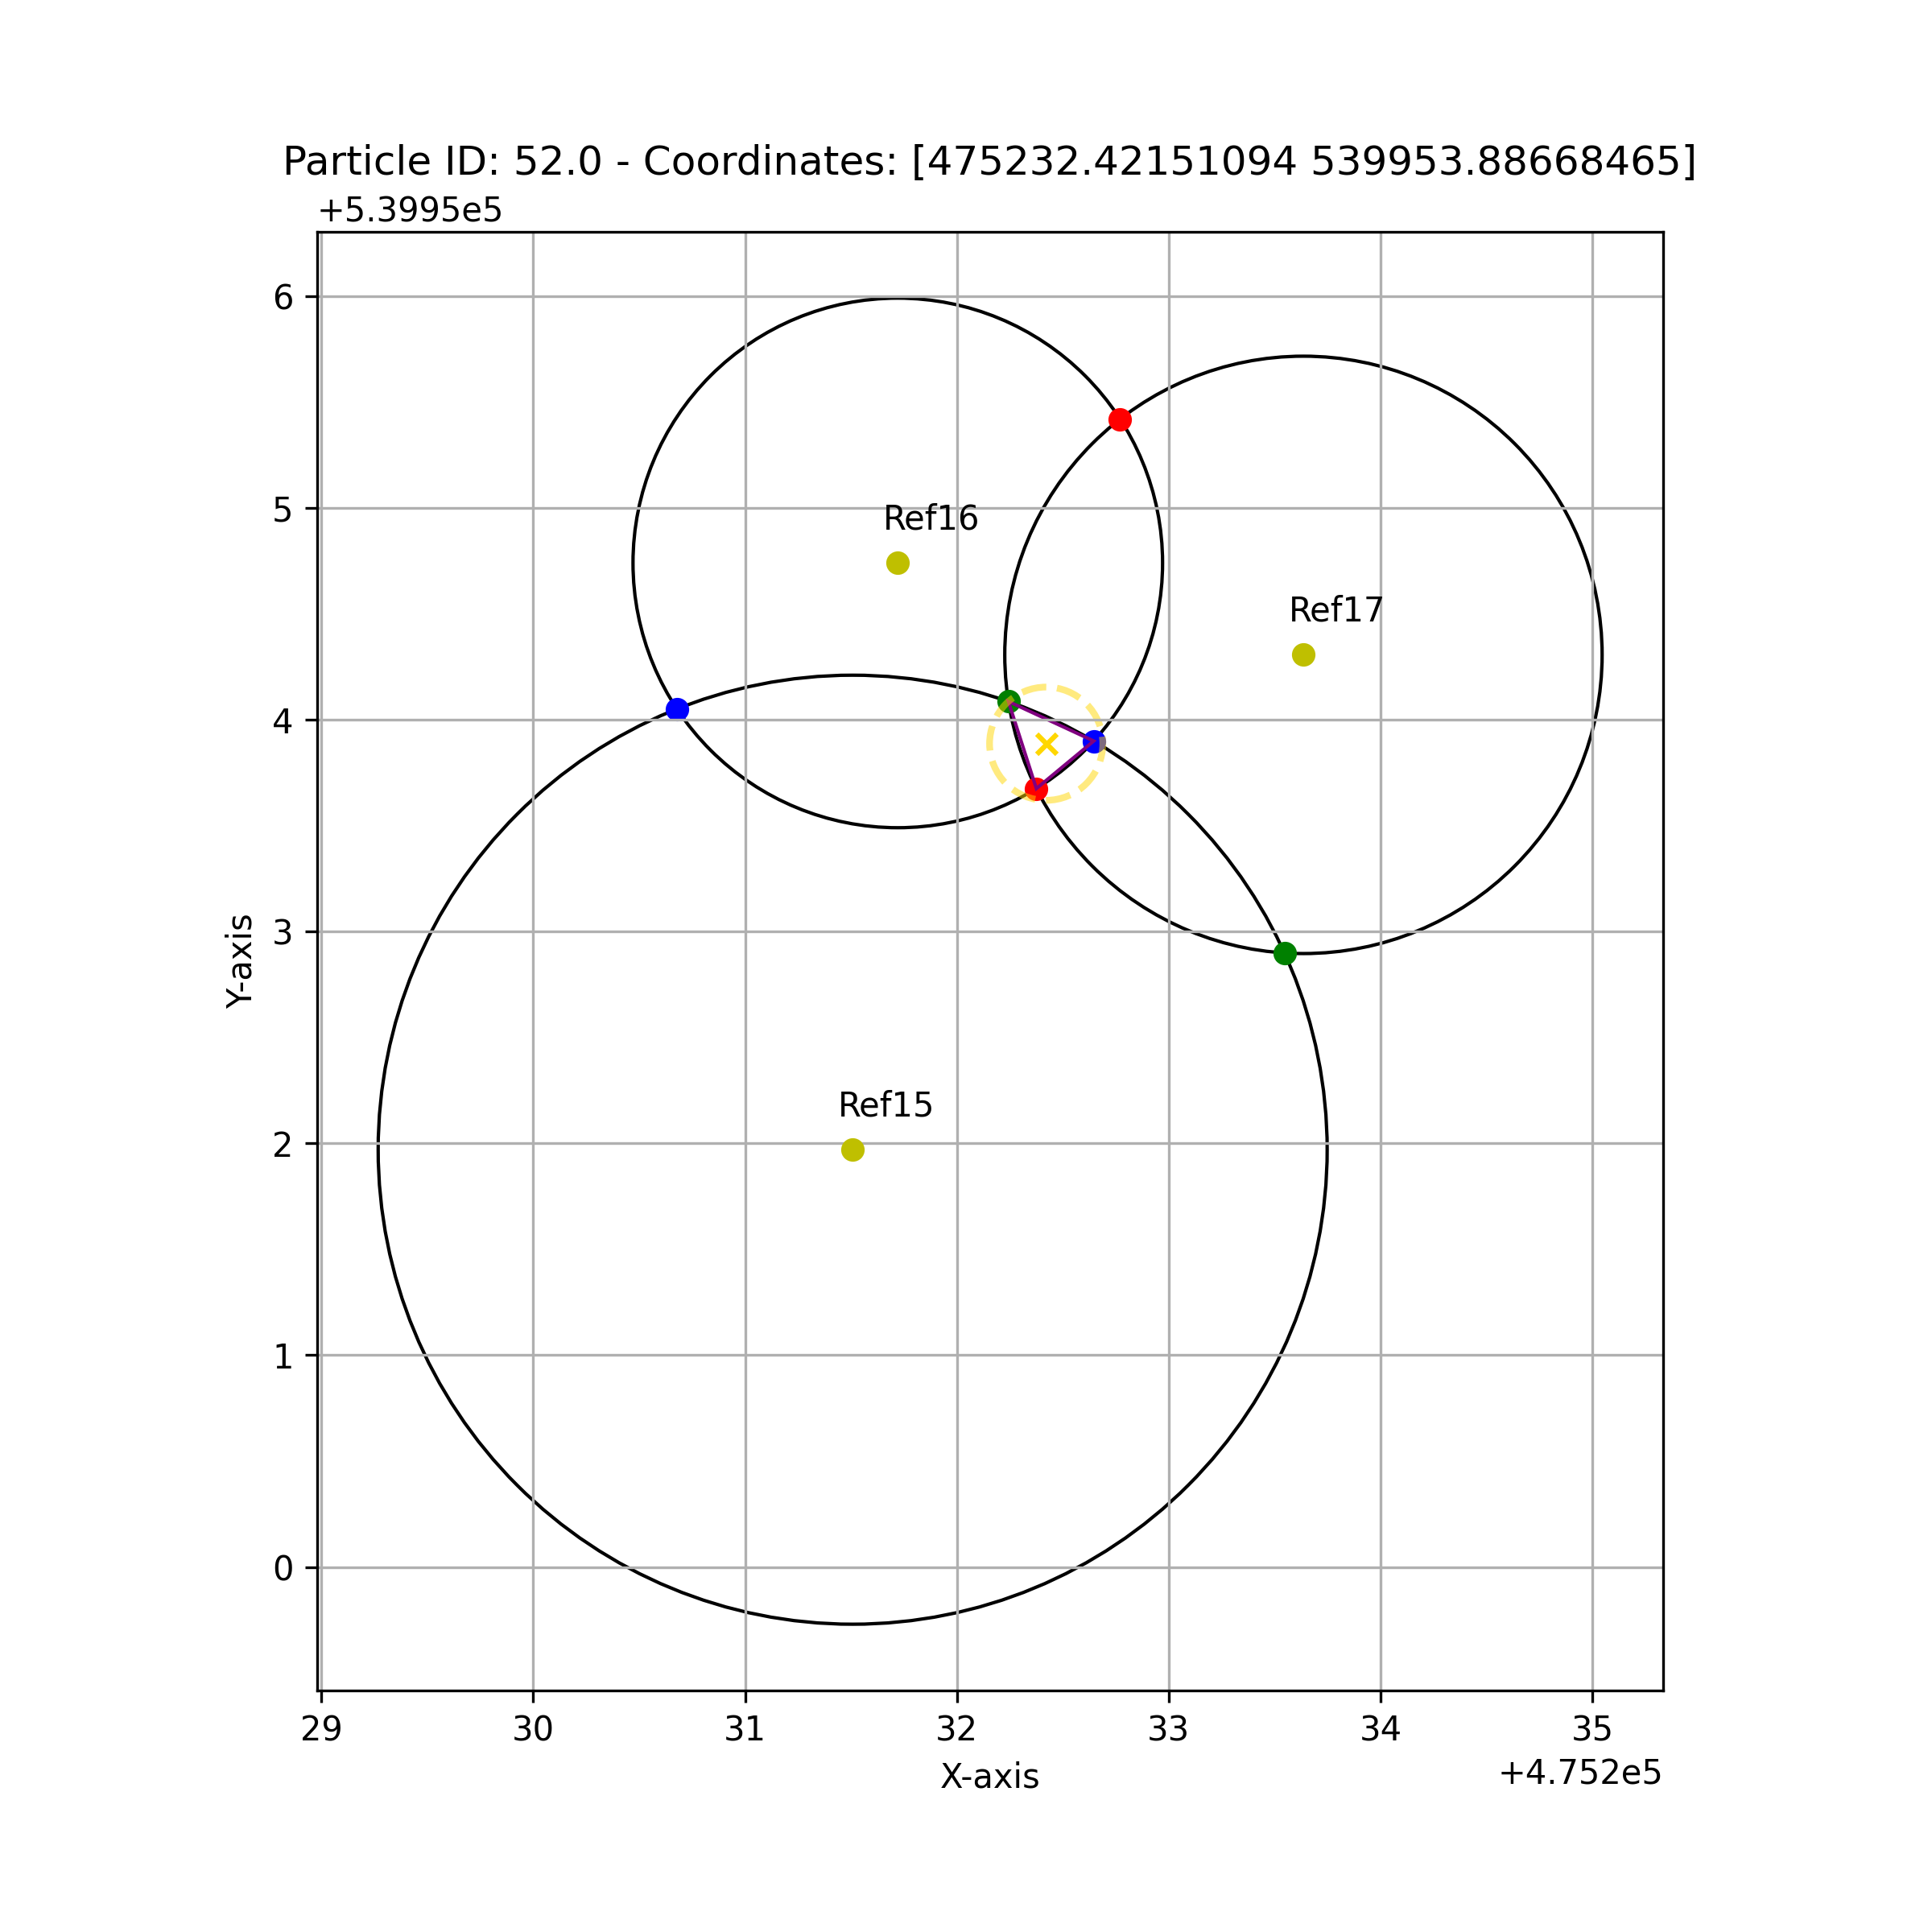 Particle ID: 52.0 - Coordinates: [475232.42151094 539953.88668465]
+5.3995e5
6
5
4
3
2
1
0
Y-axis
Ref16
Ref17
Ref15
29 30 31 32 33 34 35
X-axis
+4.752e5